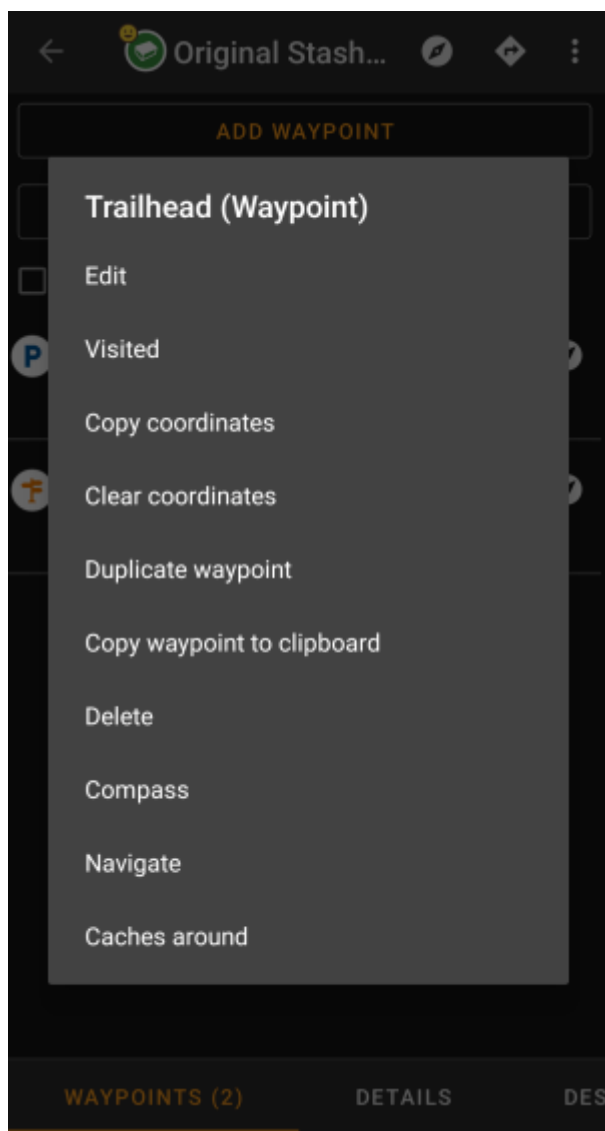 Original Stash...
ADD WAYPOINT
Trailhead (Waypoint)
Edit
Visited
P
Copy coordinates
Clear coordinates
Duplicate waypoint
Copy waypoint to clipboard
Delete
Compass
Navigate
Caches around
WAYPOINTS (2) DETAILS DES